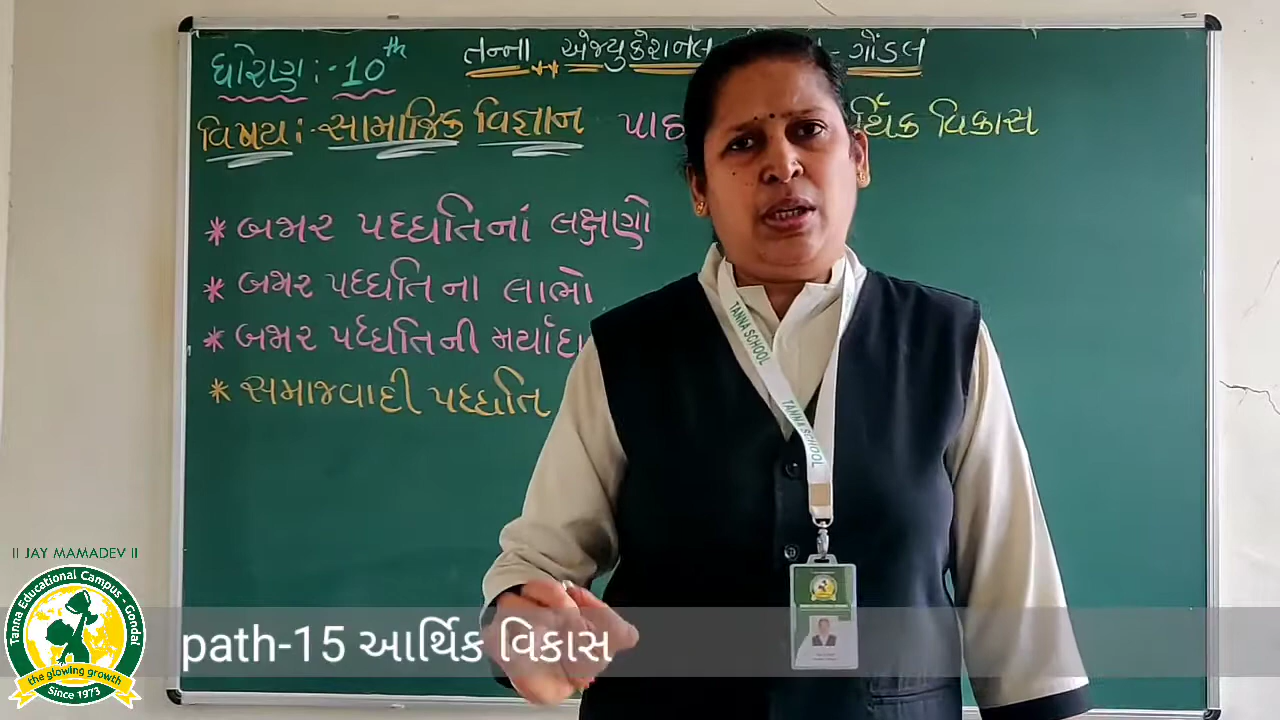 ધોરણ :- 10th
તન્ના એજ્યુકેશનલ - ગોંડલ
વિષય :- સામાજિક વિજ્ઞાન પાઠ ર્થિક વિકાસ
* બજાર પદ્ધતિનાં લક્ષણો
* બજાર પદ્ધતિના લાભો
* બજાર પદ્ધતિની મર્યાદા
* સમાજવાદી પદ્ધતિ
TANNA SCHOOL
TANNA SCHOOL
॥ JAY MAMADEV ॥
Tanna Educational Campus - Gondal
the glowing growth
Since 1973
path-15 આર્થિક વિકાસ